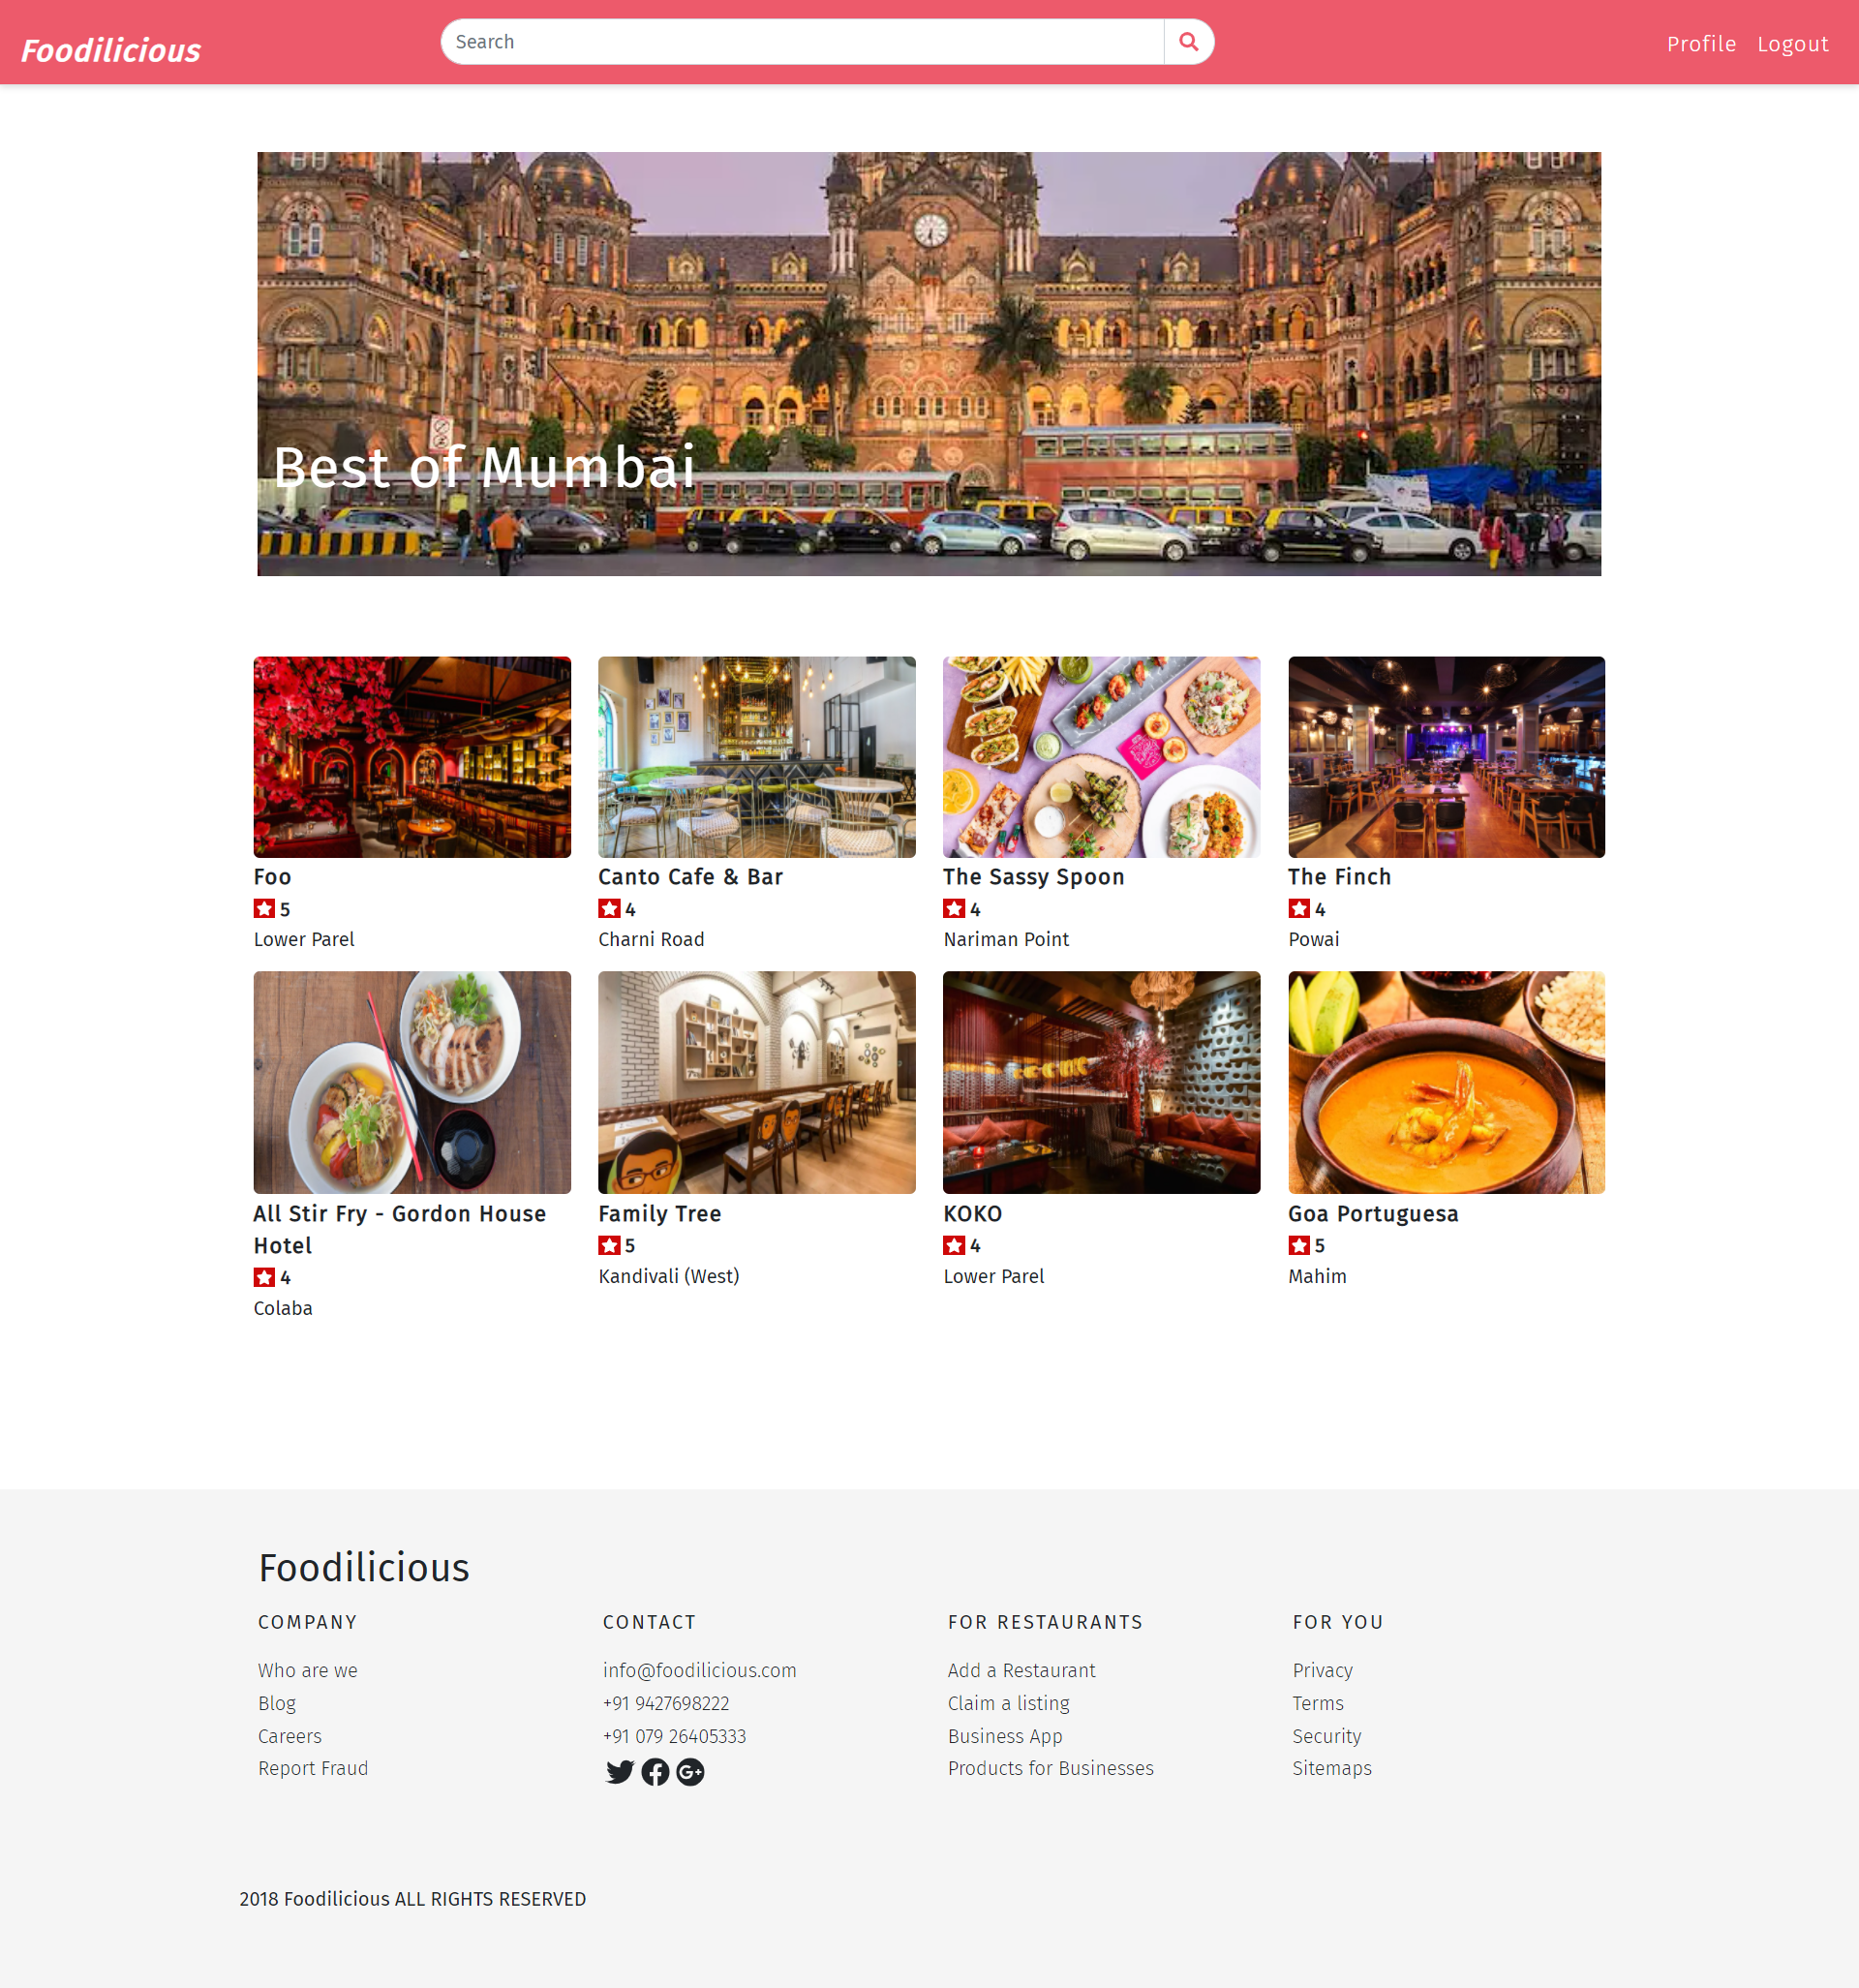 Foodilicious
Search
Profile Logout
Best of Mumbai
Foo
5
Lower Parel
Canto Cafe & Bar
4
Charni Road
The Sassy Spoon
4
Nariman Point
The Finch
4
Powai
All Stir Fry - Gordon House
Hotel
4
Colaba
Family Tree
5
Kandivali (West)
KOKO
4
Lower Parel
Goa Portuguesa
5
Mahim
Foodilicious
COMPANY
Who are we
Blog
Careers
Report Fraud
CONTACT
info@foodilicious.com
+91 9427698222
+91 079 26405333
FOR RESTAURANTS
Add a Restaurant
Claim a listing
Business App
Products for Businesses
FOR YOU
Privacy
Terms
Security
Sitemaps
2018 Foodilicious ALL RIGHTS RESERVED